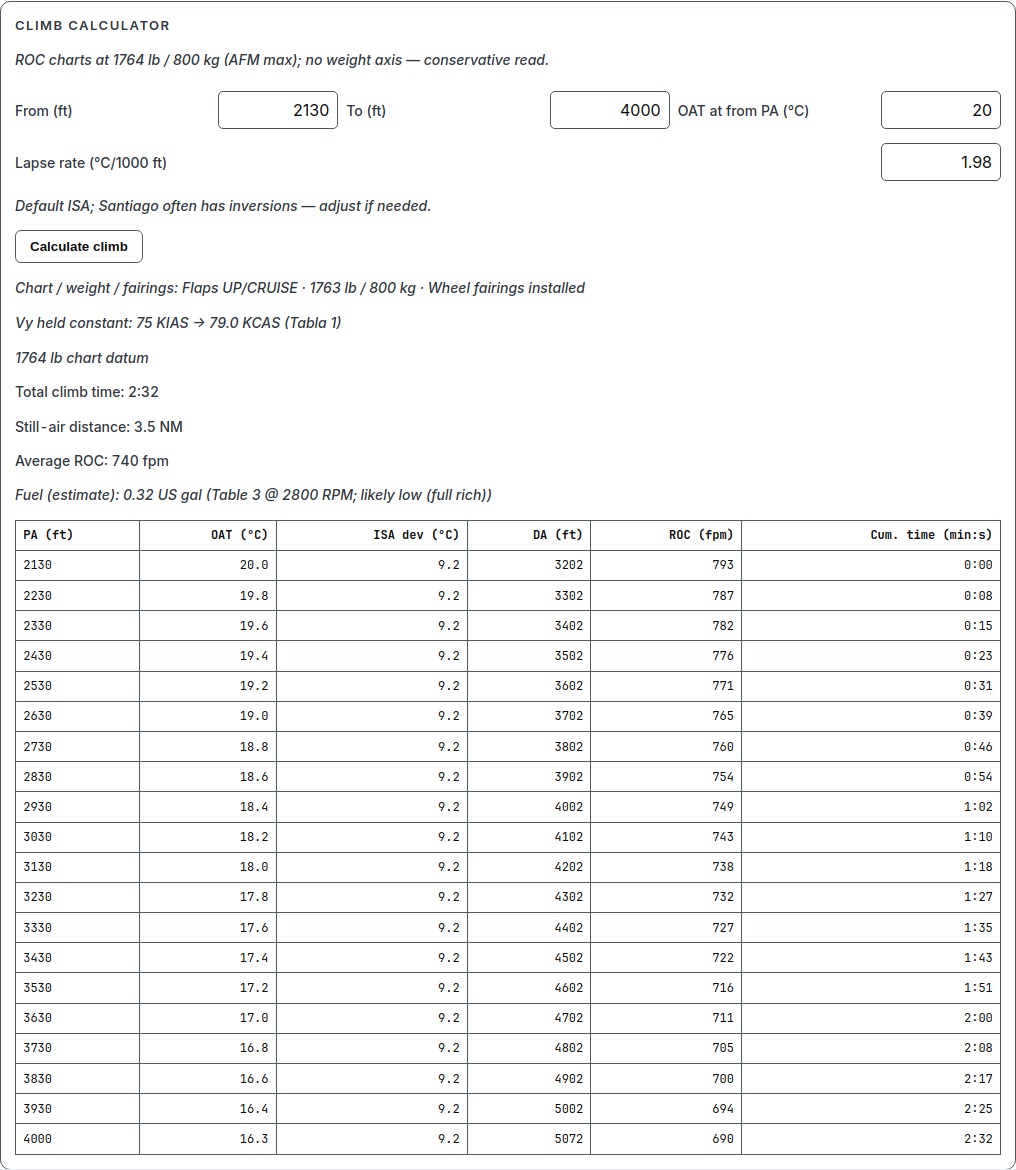 CLIMB CALCULATOR
ROC charts at 1764 lb / 800 kg (AFM max); no weight axis — conservative read.
From (ft) 2130 To (ft) 4000 OAT at from PA (°C) 20
Lapse rate (°C/1000 ft) 1.98
Default ISA; Santiago often has inversions — adjust if needed.
Calculate climb
Chart / weight / fairings: Flaps UP/CRUISE · 1763 lb / 800 kg · Wheel fairings installed
Vy held constant: 75 KIAS → 79.0 KCAS (Tabla 1)
1764 lb chart datum
Total climb time: 2:32
Still-air distance: 3.5 NM
Average ROC: 740 fpm
Fuel (estimate): 0.32 US gal (Table 3 @ 2800 RPM; likely low (full rich))
PA (ft) OAT (°C) ISA dev (°C) DA (ft) ROC (fpm) Cum. time (min:s)
2130 20.0 9.2 3202 793 0:00
2230 19.8 9.2 3302 787 0:08
2330 19.6 9.2 3402 782 0:15
2430 19.4 9.2 3502 776 0:23
2530 19.2 9.2 3602 771 0:31
2630 19.0 9.2 3702 765 0:39
2730 18.8 9.2 3802 760 0:46
2830 18.6 9.2 3902 754 0:54
2930 18.4 9.2 4002 749 1:02
3030 18.2 9.2 4102 743 1:10
3130 18.0 9.2 4202 738 1:18
3230 17.8 9.2 4302 732 1:27
3330 17.6 9.2 4402 727 1:35
3430 17.4 9.2 4502 722 1:43
3530 17.2 9.2 4602 716 1:51
3630 17.0 9.2 4702 711 2:00
3730 16.8 9.2 4802 705 2:08
3830 16.6 9.2 4902 700 2:17
3930 16.4 9.2 5002 694 2:25
4000 16.3 9.2 5072 690 2:32